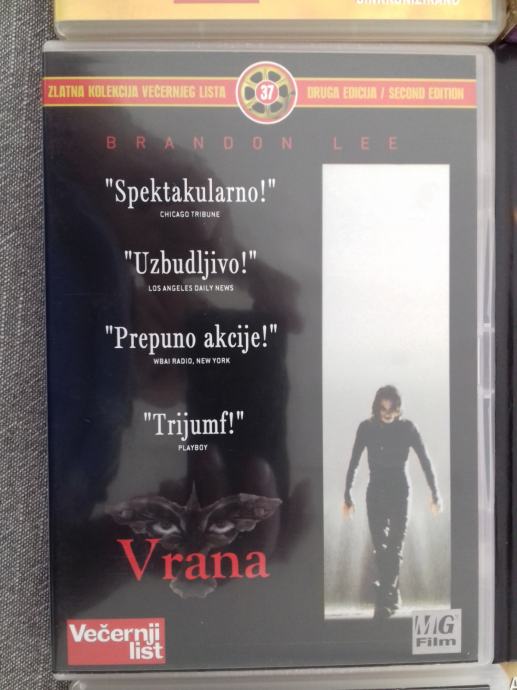 SINKRONIZIRANO
ZLATNA KOLEKCIJA VEČERNJEG LISTA
37
DRUGA EDICIJA / SECOND EDITION
BRANDON LEE
"Spektakularno!"
CHICAGO TRIBUNE
"Uzbudljivo!"
LOS ANGELES DAILY NEWS
"Prepuno akcije!"
WBAI RADIO, NEW YORK
"Trijumf!"
PLAYBOY
Vrana
Večernji
list
MG
Film